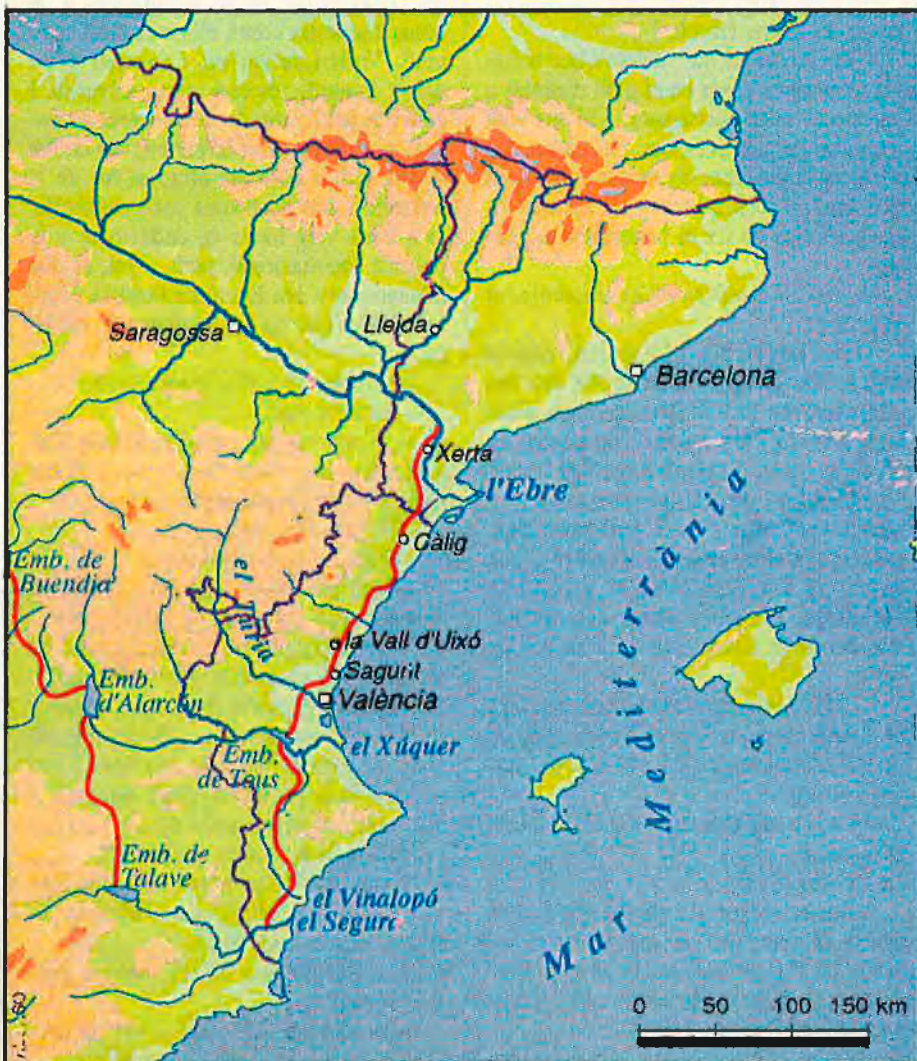 Saragossa
Lleida
Barcelona
Xerta
l'Ebre
Càlig
Emb. de
Buendia
el Túria
la Vall d'Uixó
Sagunt
València
Emb.
d'Alarcón
el Xúquer
Emb.
de Tous
Emb. de
Talave
el Vinalopó
el Segura
Mar Mediterrània
0 50 100 150 km